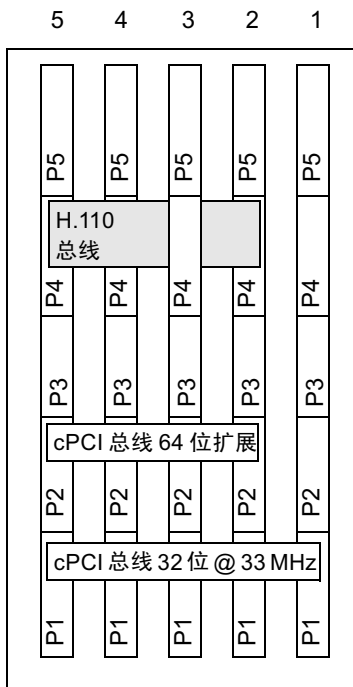 5 4 3 2 1
P5 P5 P5 P5 P5
H.110
总线
P4 P4 P4 P4 P4
P3 P3 P3 P3 P3
cPCI 总线 64 位扩展
P2 P2 P2 P2 P2
cPCI 总线 32 位 @ 33 MHz
P1 P1 P1 P1 P1